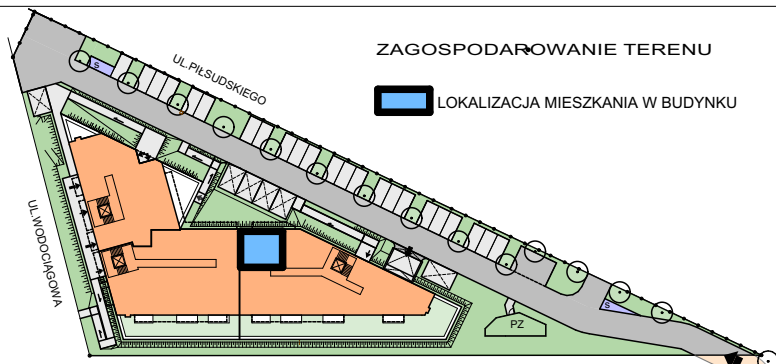 ZAGOSPODAROWANIE TERENU
LOKALIZACJA MIESZKANIA W BUDYNKU
UL.PIŁSUDSKIEGO
UL.WODOCIĄGOWA
S
S
PZ